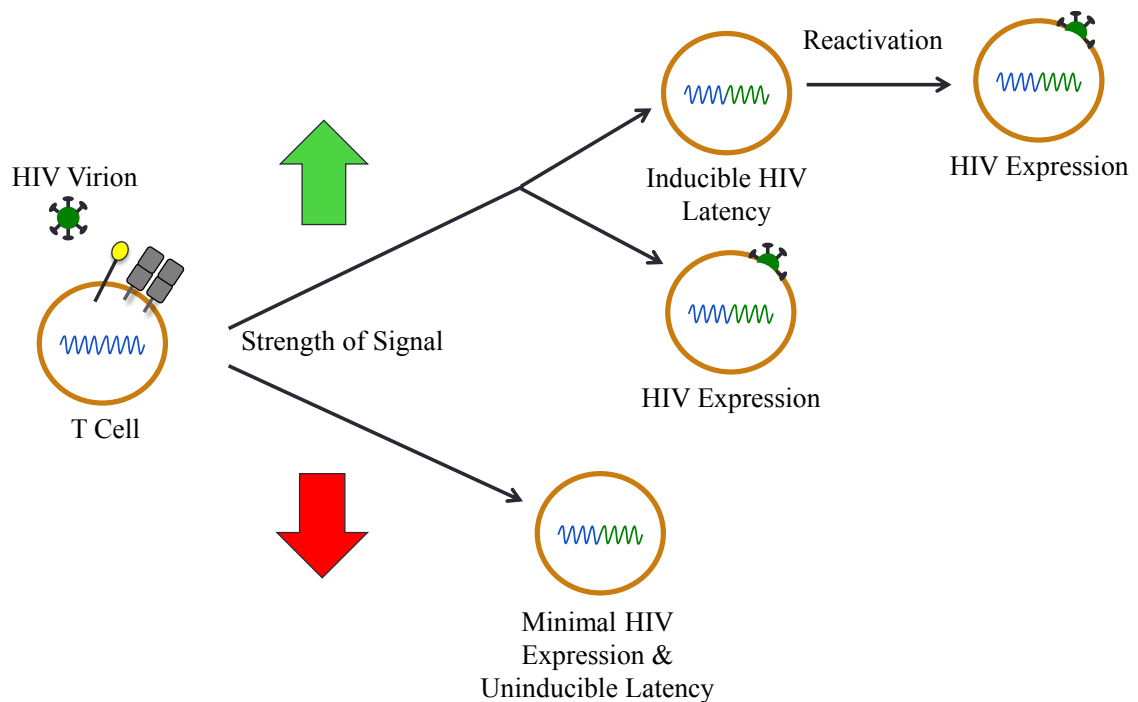 Reactivation
HIV Virion
HIV Expression
Inducible HIV
Latency
Strength of Signal
HIV Expression
T Cell
Minimal HIV
Expression &
Uninducible Latency